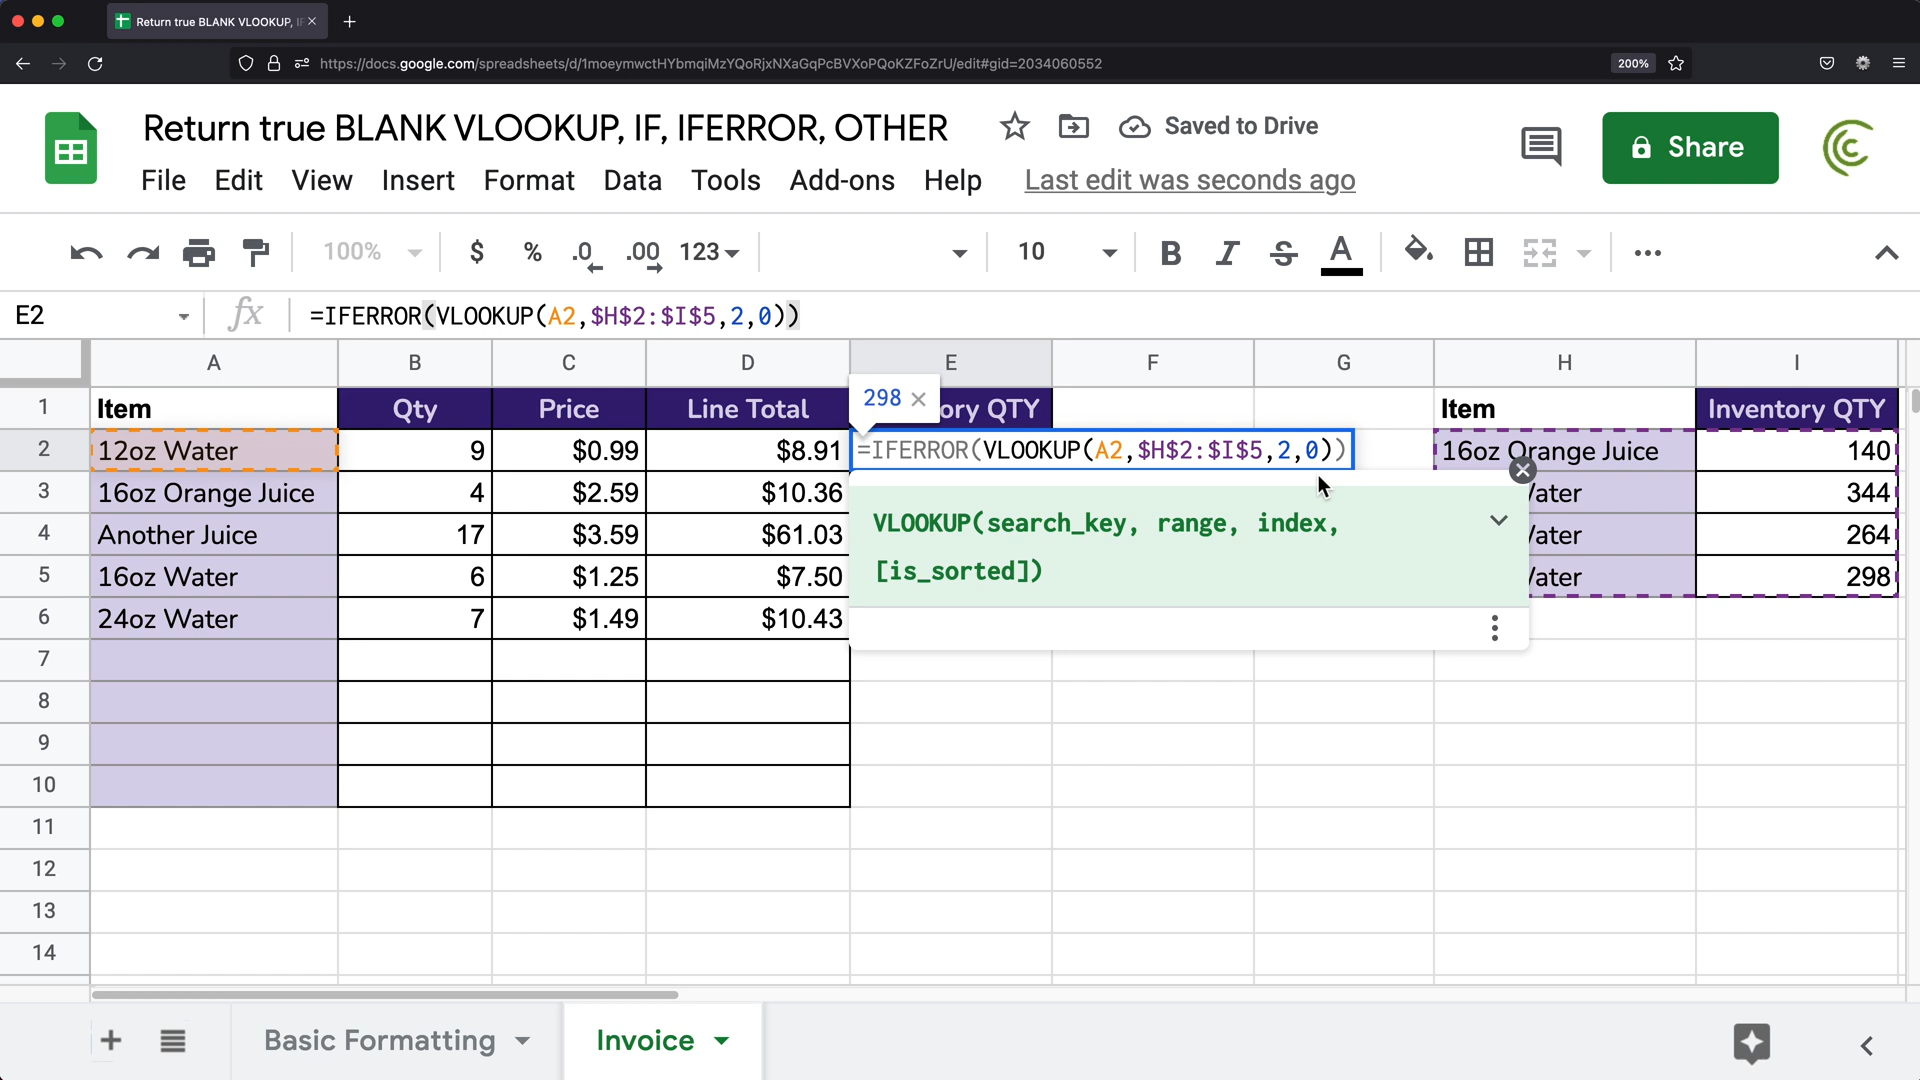 Return true BLANK VLOOKUP, IF
https://docs.google.com/spreadsheets/d/1moeymwctHYbmqiMzYQoRjxNXaGqPcBVXoPQoKZFoZrU/edit#gid=2034060552
200%
Return true BLANK VLOOKUP, IF, IFERROR, OTHER
Saved to Drive
Share
File Edit View Insert Format Data Tools Add-ons Help Last edit was seconds ago
100% $ % .0 .00 123 10 B I S A
E2 fx =IFERROR(VLOOKUP(A2,$H$2:$I$5,2,0))
A B C D E F G H I
298 ×
1 Item Qty Price Line Total ory QTY Item Inventory QTY
2 12oz Water 9 $0.99 $8.91 =IFERROR(VLOOKUP(A2,$H$2:$I$5,2,0)) 16oz Orange Juice 140
3 16oz Orange Juice 4 $2.59 $10.36 Water 344
4 Another Juice 17 $3.59 $61.03 Water 264
5 16oz Water 6 $1.25 $7.50 Water 298
6 24oz Water 7 $1.49 $10.43
VLOOKUP(search_key, range, index,
[is_sorted])
7
8
9
10
11
12
13
14
Basic Formatting Invoice